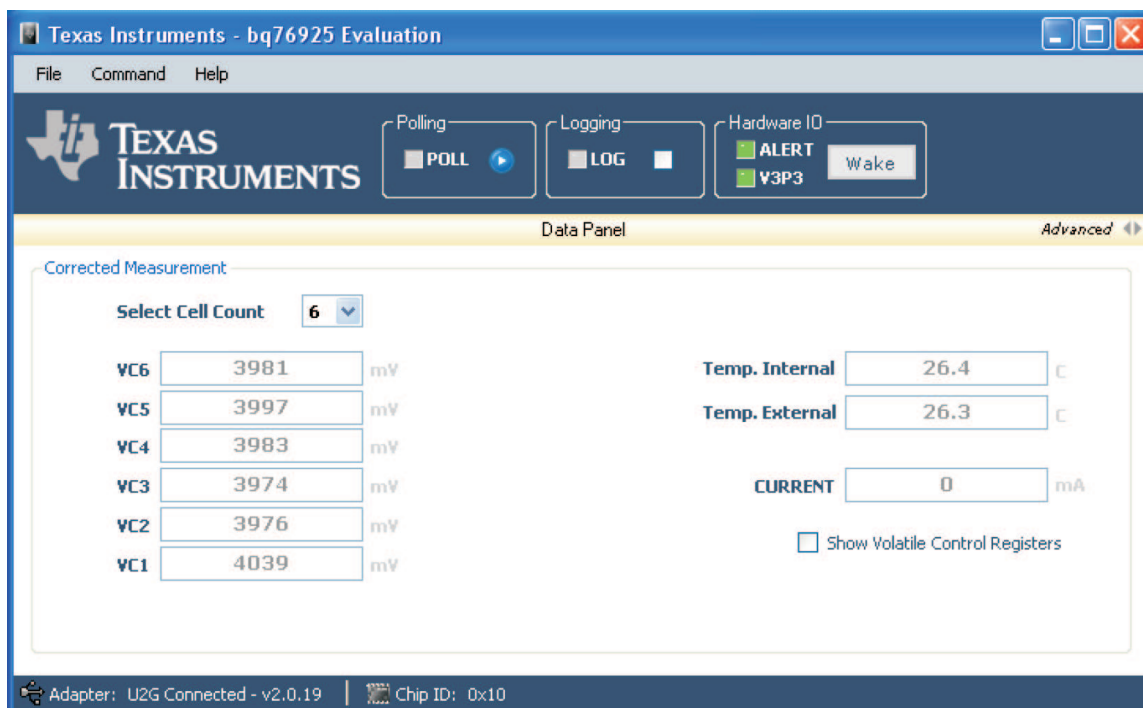 Texas Instruments - bq76925 Evaluation
File Command Help
TEXAS INSTRUMENTS
Polling
POLL
Logging
LOG
Hardware IO
ALERT
V3P3
Wake
Data Panel
Advanced
Corrected Measurement
Select Cell Count 6
VC6 3981 mV
VC5 3997 mV
VC4 3983 mV
VC3 3974 mV
VC2 3976 mV
VC1 4039 mV
Temp. Internal 26.4 C
Temp. External 26.3 C
CURRENT 0 mA
Show Volatile Control Registers
Adapter: U2G Connected - v2.0.19
Chip ID: 0x10